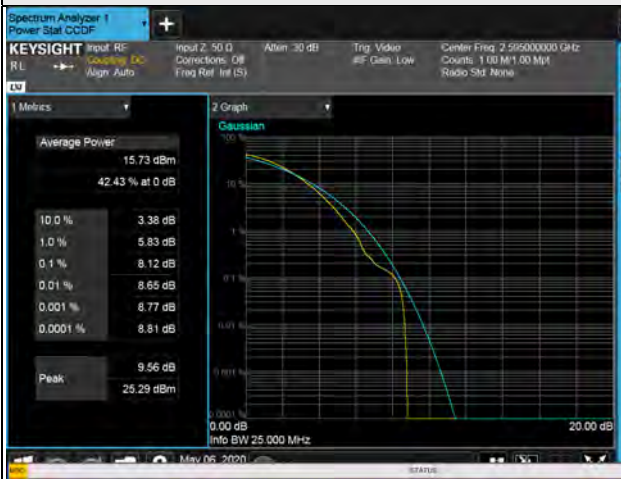 Spectrum Analyzer 1
Power Stat CCDF
+
KEYSIGHT Input: RF Input Z: 50 Ω Atten: 30 dB Trig: Video Center Freq: 2.595000000 GHz
RL Coupling: DC Corrections: Off #IF Gain: Low Counts: 1.00 M/1.00 Mpt
Align: Auto Freq Ref: Int (S) Radio Std: None
LW
1 Metrics
2 Graph
Average Power
15.73 dBm
42.43 % at 0 dB
10.0 % 3.38 dB
1.0 % 5.83 dB
0.1 % 8.12 dB
0.01 % 8.65 dB
0.001 % 8.77 dB
0.0001 % 8.81 dB
Peak
9.56 dB
25.29 dBm
Gaussian
100 %
10 %
1 %
0.1 %
0.01 %
0.001 %
0.0001 %
0.00 dB 20.00 dB
Info BW 25.000 MHz
May 06, 2020
STATUS